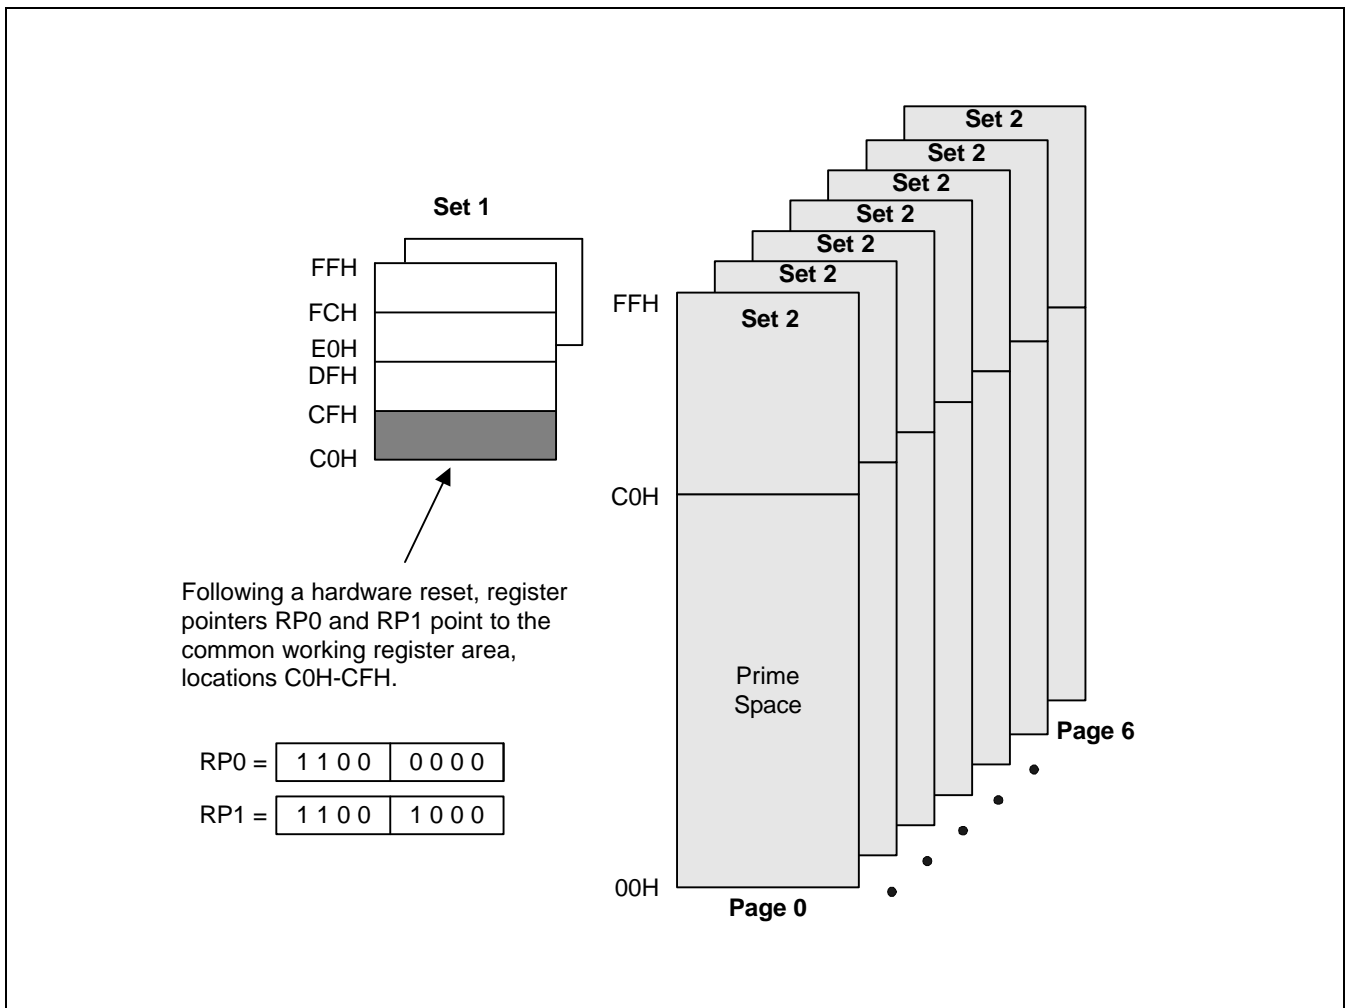 Set 1
FFH
FCH
E0H
DFH
CFH
C0H
Following a hardware reset, register
pointers RP0 and RP1 point to the
common working register area,
locations C0H-CFH.
RP0 = 1 1 0 0 0 0 0 0
RP1 = 1 1 0 0 1 0 0 0
Set 2
Set 2
Set 2
Set 2
Set 2
Set 2
Set 2
FFH
C0H
Prime
Space
00H
Page 0
Page 6